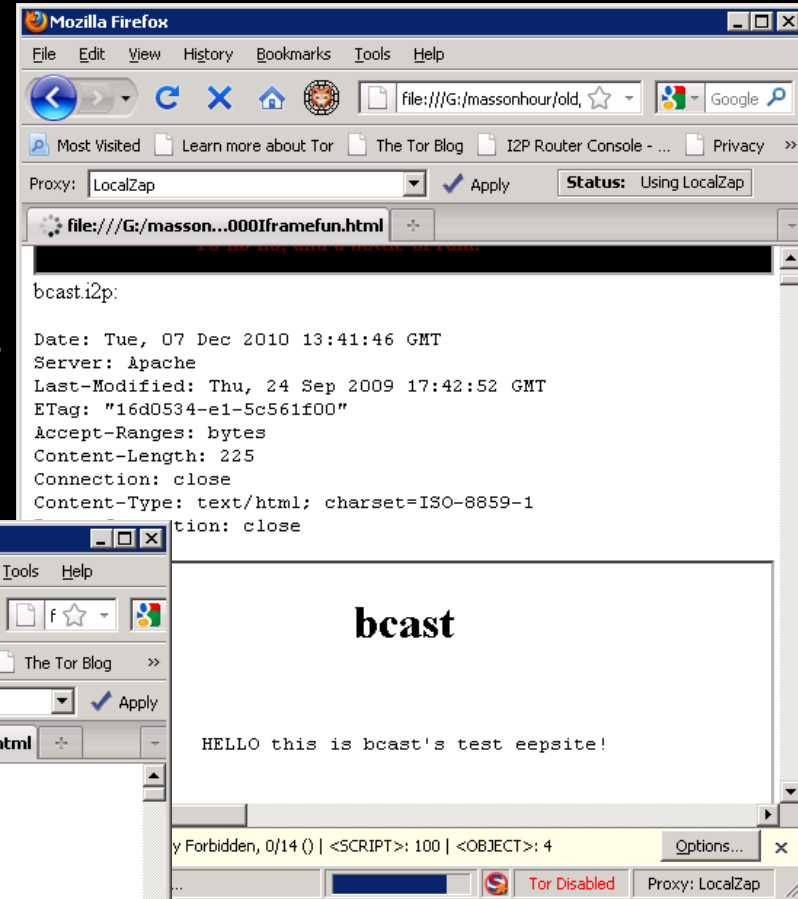 Mozilla Firefox
File Edit View History Bookmarks Tools Help
file:///G:/massonhour/old, Google
Most Visited Learn more about Tor The Tor Blog I2P Router Console - ... Privacy »
Proxy: LocalZap Apply Status: Using LocalZap
file:///G:/masson...000Iframefun.html
bcast.i2p:
Date: Tue, 07 Dec 2010 13:41:46 GMT
Server: Apache
Last-Modified: Thu, 24 Sep 2009 17:42:52 GMT
ETag: "16d0534-e1-5c561f00"
Accept-Ranges: bytes
Content-Length: 225
Connection: close
Content-Type: text/html; charset=ISO-8859-1
tion: close
Tools Help
f
The Tor Blog »
Apply
html
bcast
HELLO this is bcast's test eepsite!
y Forbidden, 0/14 () | <SCRIPT>: 100 | <OBJECT>: 4 Options...
... Tor Disabled Proxy: LocalZap